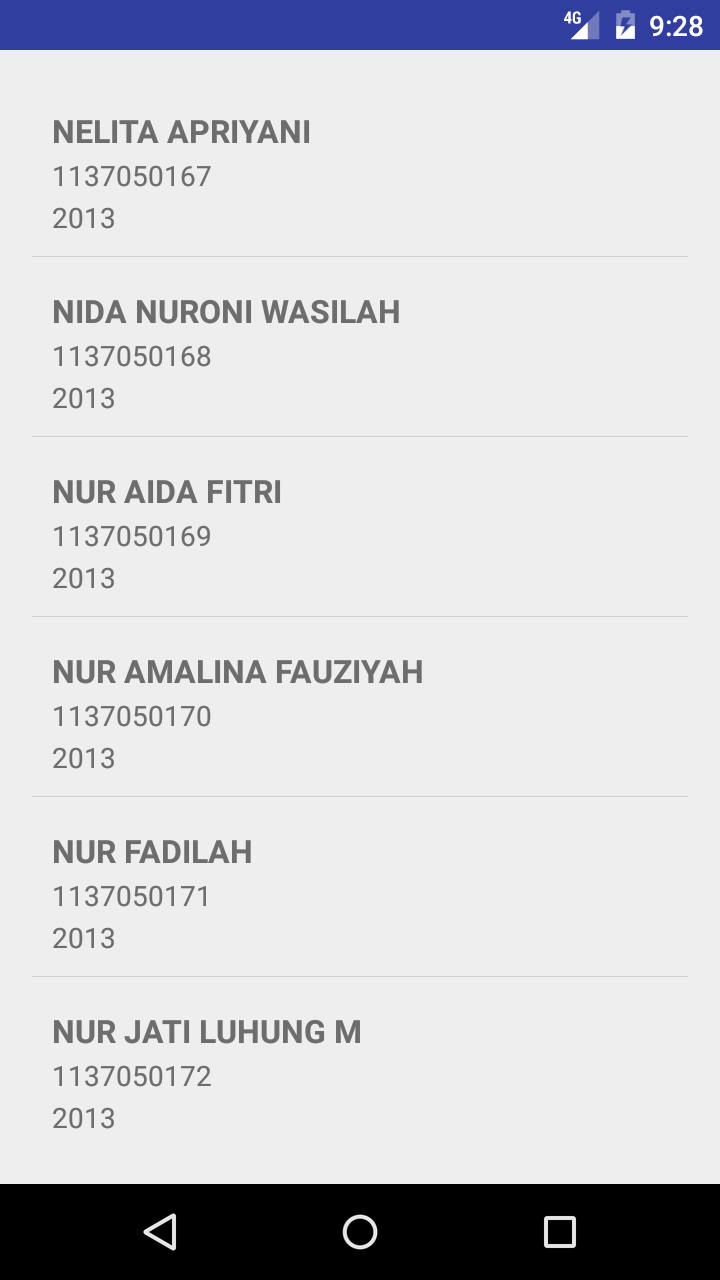 4G 9:28
NELITA APRIYANI
1137050167
2013
NIDA NURONI WASILAH
1137050168
2013
NUR AIDA FITRI
1137050169
2013
NUR AMALINA FAUZIYAH
1137050170
2013
NUR FADILAH
1137050171
2013
NUR JATI LUHUNG M
1137050172
2013